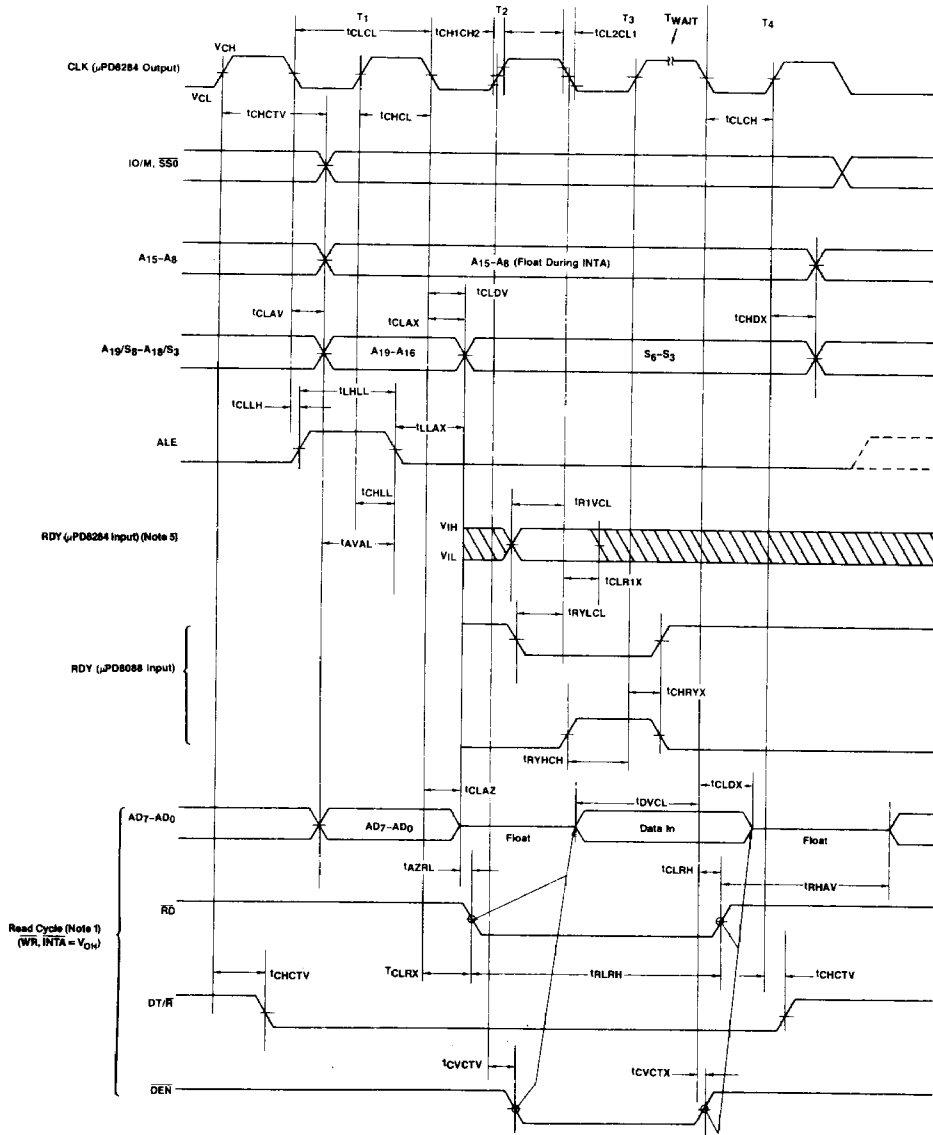 T1 T2 T3 TWAIT T4
tCLCL tCH1CH2 tCL2CL1
VCH
CLK (µPD8284 Output)
VCL
tCHCTV tCHCL tCLCH
IO/M, SS0
A15–A8 A15–A8 (Float During INTA)
tCLDV
tCLAV tCLAX tCHDX
A19/S6–A18/S3 A19–A16 S6–S3
tCLLH tLHLL tLLAX
ALE
tCHLL tR1VCL
VIH
RDY (µPD8284 Input) (Note 5)
tAVAL VIL
tCLR1X
tRYLCL
RDY (µPD8088 Input)
tCHRYX
tRYHCH
tCLAZ tDVCL tCLDX
AD7–AD0 AD7–AD0 Float Data In Float
tAZRL tCLRH tRHAV
RD
Read Cycle (Note 1)
(WR, INTA = VOH)
tCHCTV TCLRX tRLRH tCHCTV
DT/R
tCVCTV tCVCTX
DEN